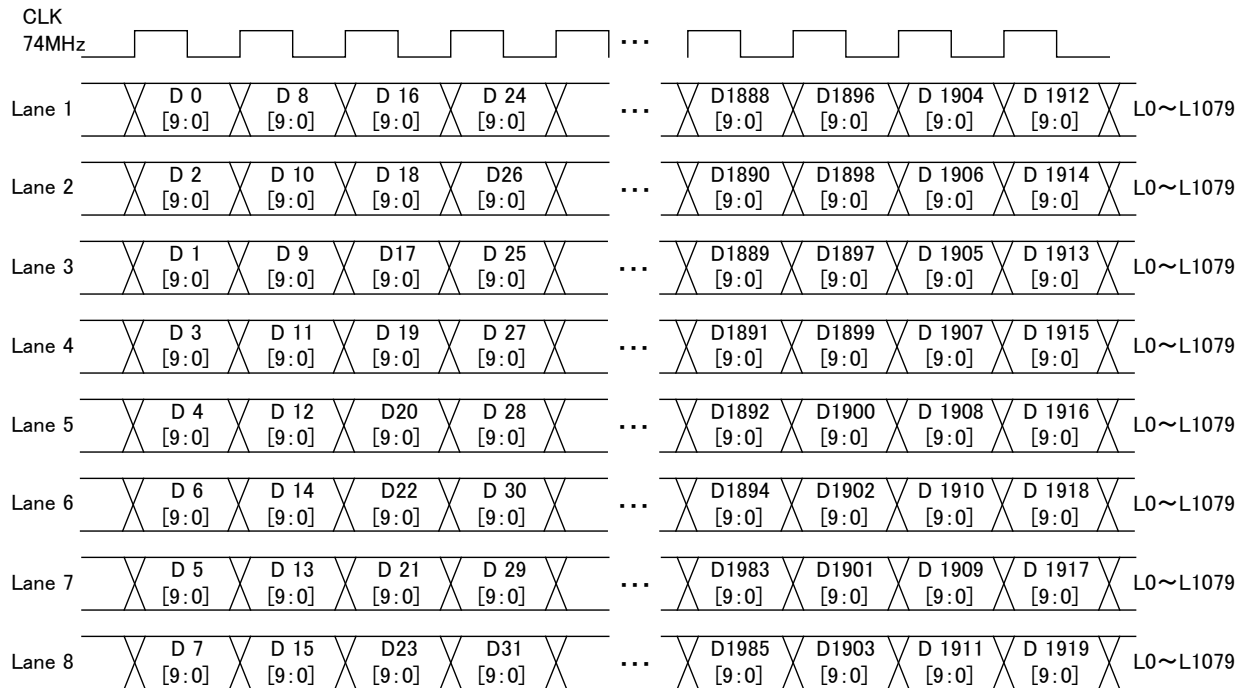 CLK
74MHz ... 
Lane 1 D 0 D 8 D 16 D 24 ... D1888 D1896 D 1904 D 1912 L0～L1079
[9:0] [9:0] [9:0] [9:0] [9:0] [9:0] [9:0] [9:0]
Lane 2 D 2 D 10 D 18 D26 ... D1890 D1898 D 1906 D 1914 L0～L1079
[9:0] [9:0] [9:0] [9:0] [9:0] [9:0] [9:0] [9:0]
Lane 3 D 1 D 9 D17 D 25 ... D1889 D1897 D 1905 D 1913 L0～L1079
[9:0] [9:0] [9:0] [9:0] [9:0] [9:0] [9:0] [9:0]
Lane 4 D 3 D 11 D 19 D 27 ... D1891 D1899 D 1907 D 1915 L0～L1079
[9:0] [9:0] [9:0] [9:0] [9:0] [9:0] [9:0] [9:0]
Lane 5 D 4 D 12 D20 D 28 ... D1892 D1900 D 1908 D 1916 L0～L1079
[9:0] [9:0] [9:0] [9:0] [9:0] [9:0] [9:0] [9:0]
Lane 6 D 6 D 14 D22 D 30 ... D1894 D1902 D 1910 D 1918 L0～L1079
[9:0] [9:0] [9:0] [9:0] [9:0] [9:0] [9:0] [9:0]
Lane 7 D 5 D 13 D 21 D 29 ... D1983 D1901 D 1909 D 1917 L0～L1079
[9:0] [9:0] [9:0] [9:0] [9:0] [9:0] [9:0] [9:0]
Lane 8 D 7 D 15 D23 D31 ... D1985 D1903 D 1911 D 1919 L0～L1079
[9:0] [9:0] [9:0] [9:0] [9:0] [9:0] [9:0] [9:0]